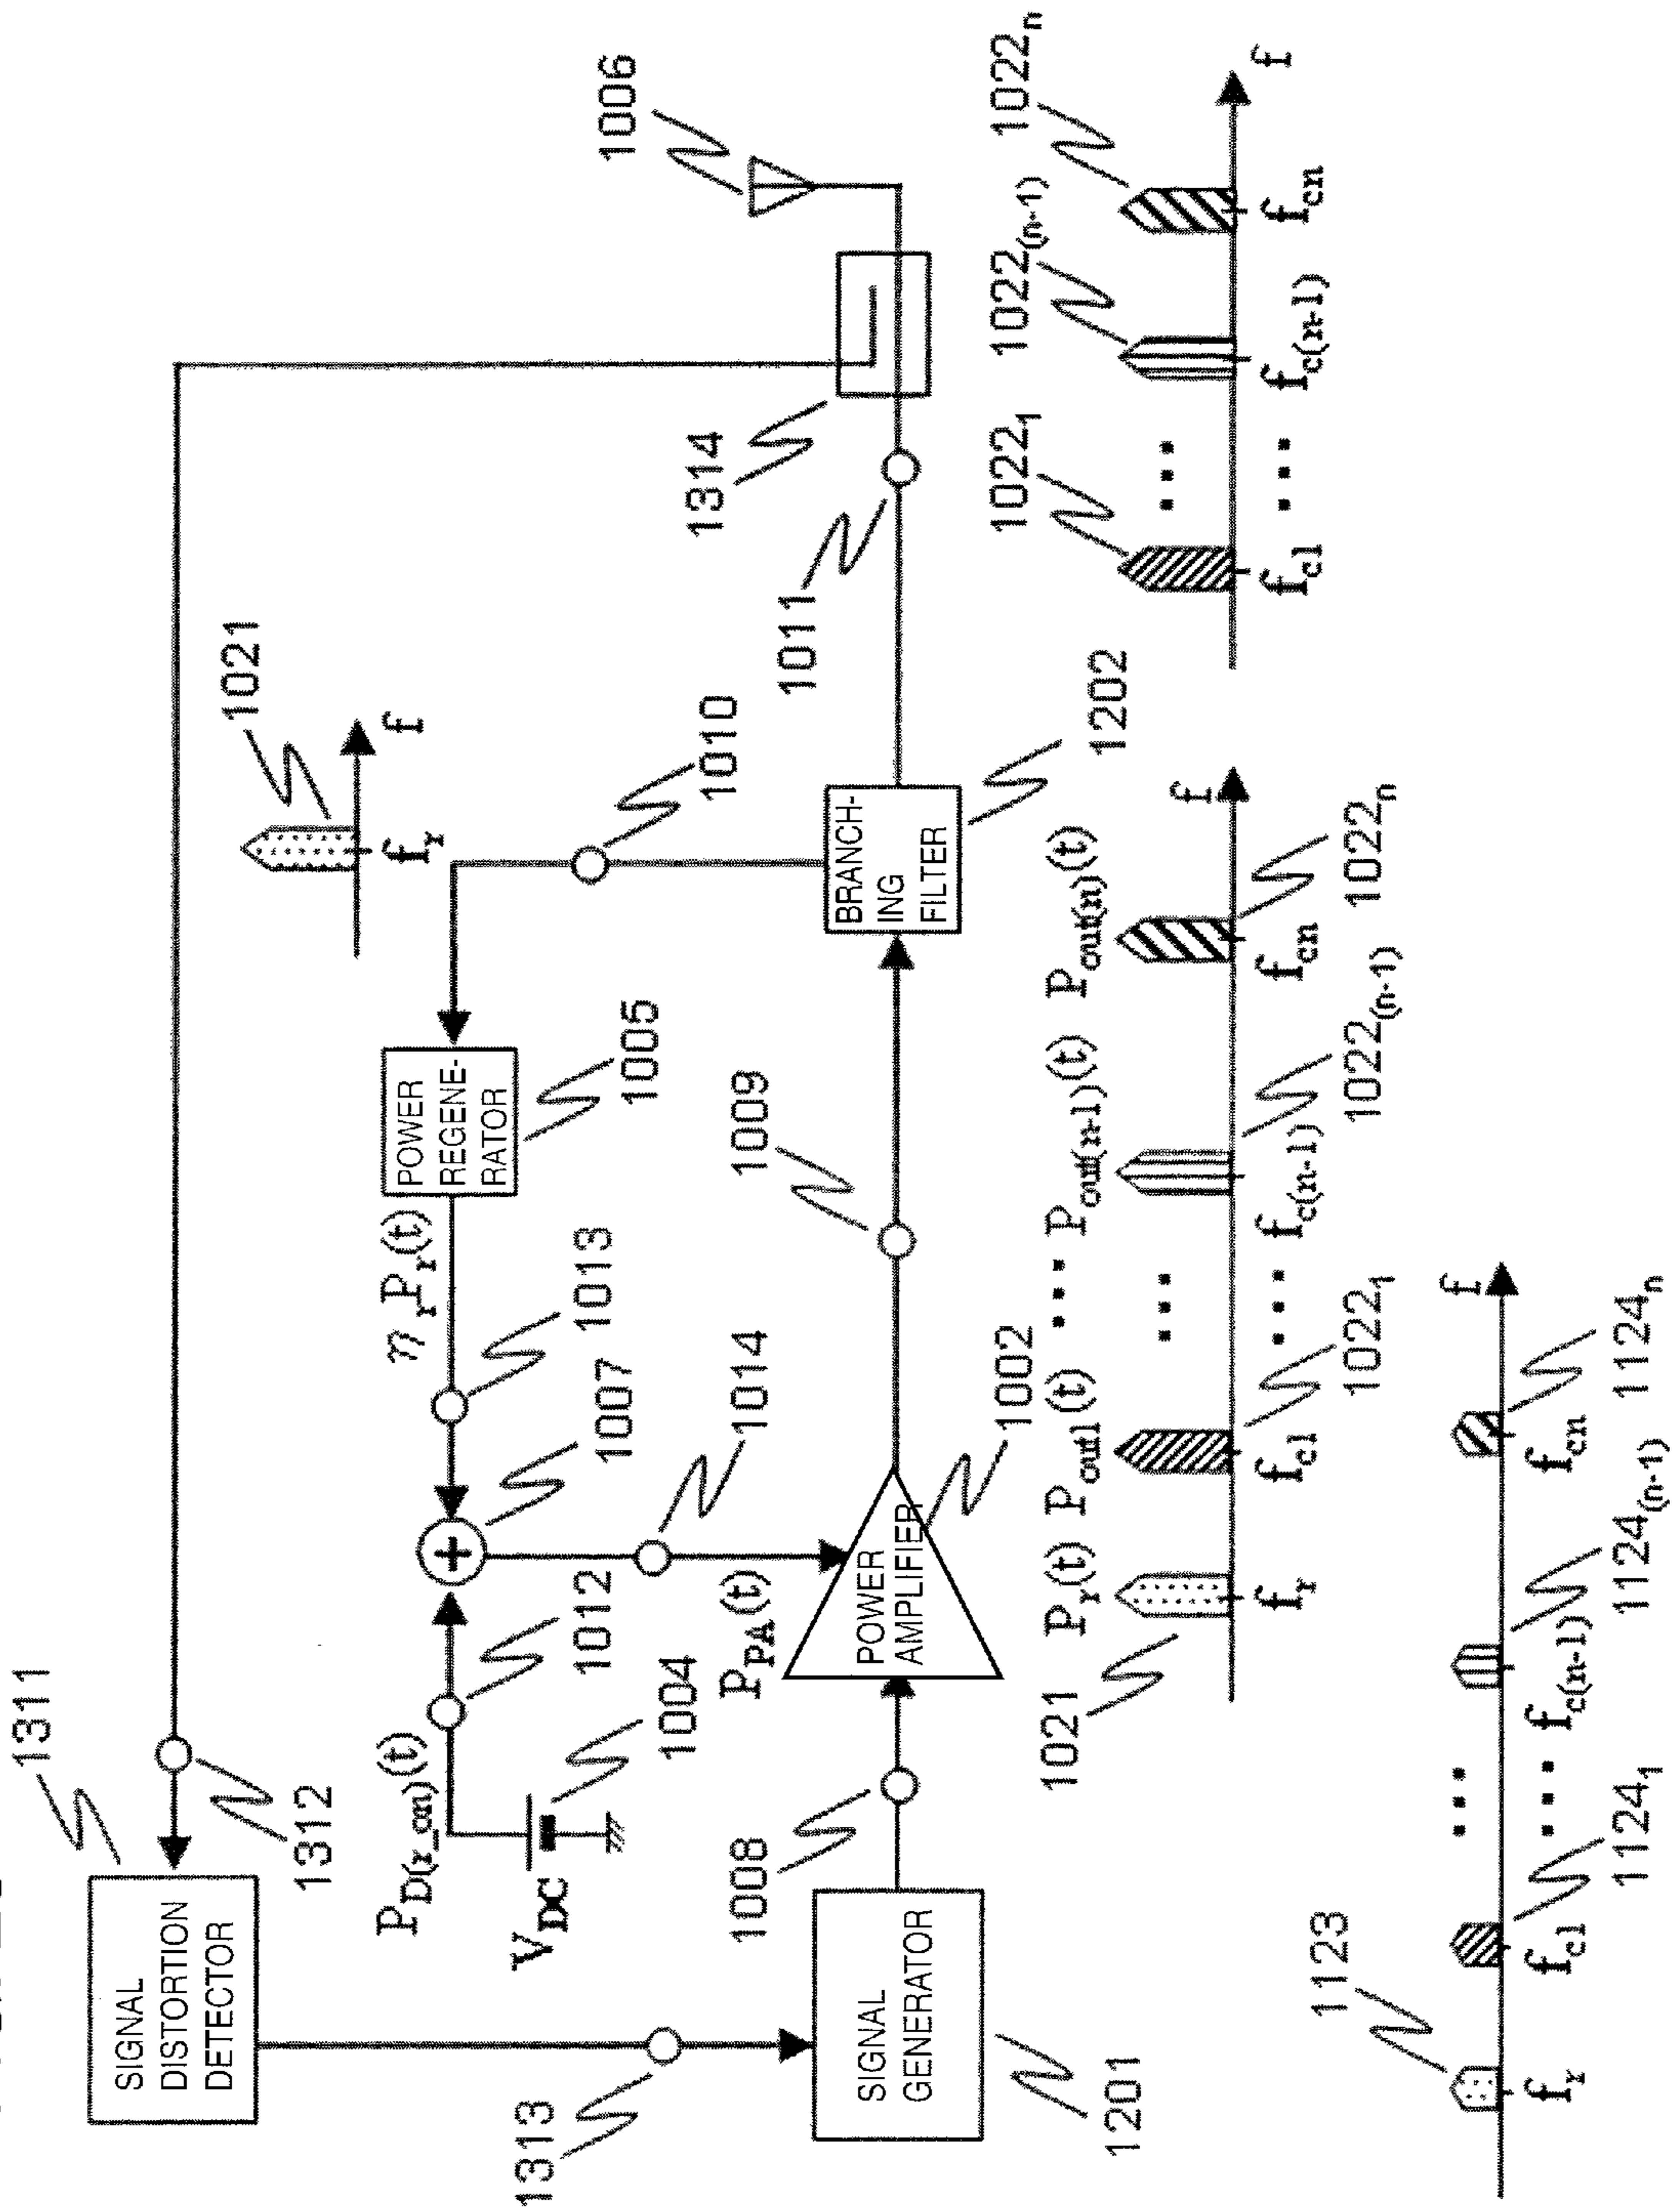 1311
SIGNAL
DISTORTION
DETECTOR
1312
1313
P_D(r_cn)(t)
1012
V_DC
1004
η_r P_r(t)
1013
1007
1014
P_PA(t)
POWER
REGENE-
RATOR
1005
1010
1021
f_r
f
SIGNAL
GENERATOR
1201
1008
POWER
AMPLIFIER
1002
1009
BRANCH-
ING
FILTER
1202
1011
1314
1006
1022_1
1022_(n-1)
1022_n
...
f
f_c1
...
f_c(n-1)
f_cn
P_r(t)
P_out1(t)
...
P_out(n-1)(t)
P_out(n)(t)
...
f
1021
f_r
f_c1
...
f_c(n-1)
f_cn
1022_1
1022_(n-1)
1022_n
1123
...
f
f_r
f_c1
...
f_c(n-1)
f_cn
1124_1
1124_(n-1)
1124_n